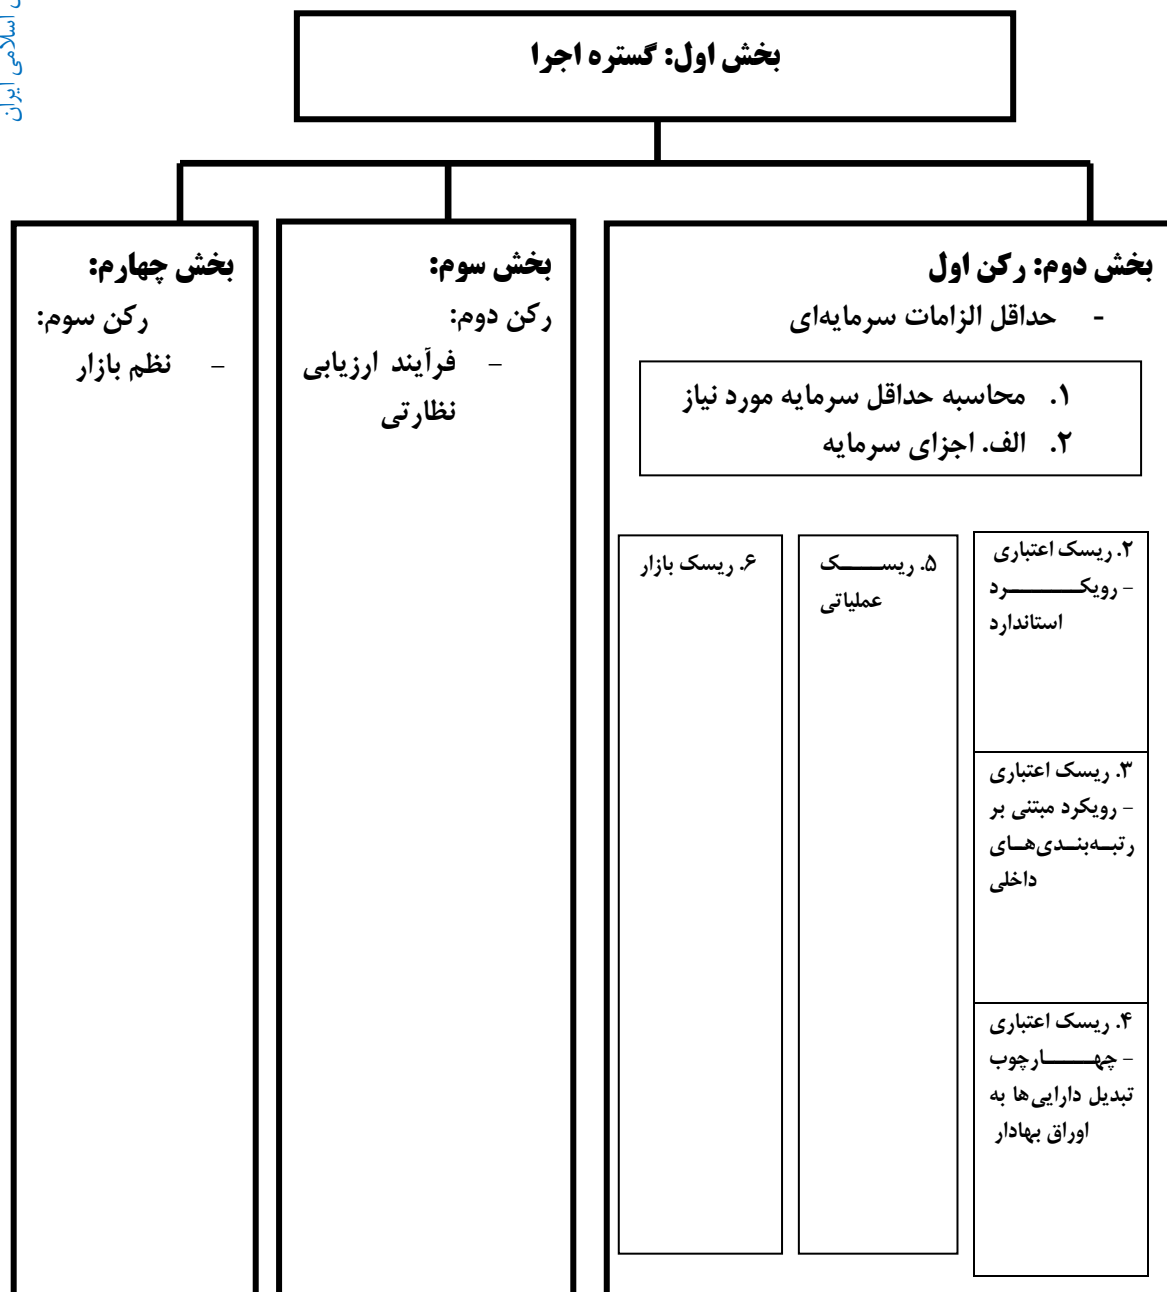 اسلامی ایران
بخش اول: گستره اجرا
بخش دوم: رکن اول
- حداقل الزامات سرمایه‌ای
۱. محاسبه حداقل سرمایه مورد نیاز
۲. الف. اجزای سرمایه
۲. ریسک اعتباری
- رویکرد
استاندارد
۳. ریسک اعتباری
- رویکرد مبتنی بر
رتبه‌بندی‌های
داخلی
۴. ریسک اعتباری
- چهارچوب
تبدیل دارایی‌ها به
اوراق بهادار
۵. ریسک
عملیاتی
۶. ریسک بازار
بخش سوم:
رکن دوم:
- فرآیند ارزیابی
نظارتی
بخش چهارم:
رکن سوم:
- نظم بازار